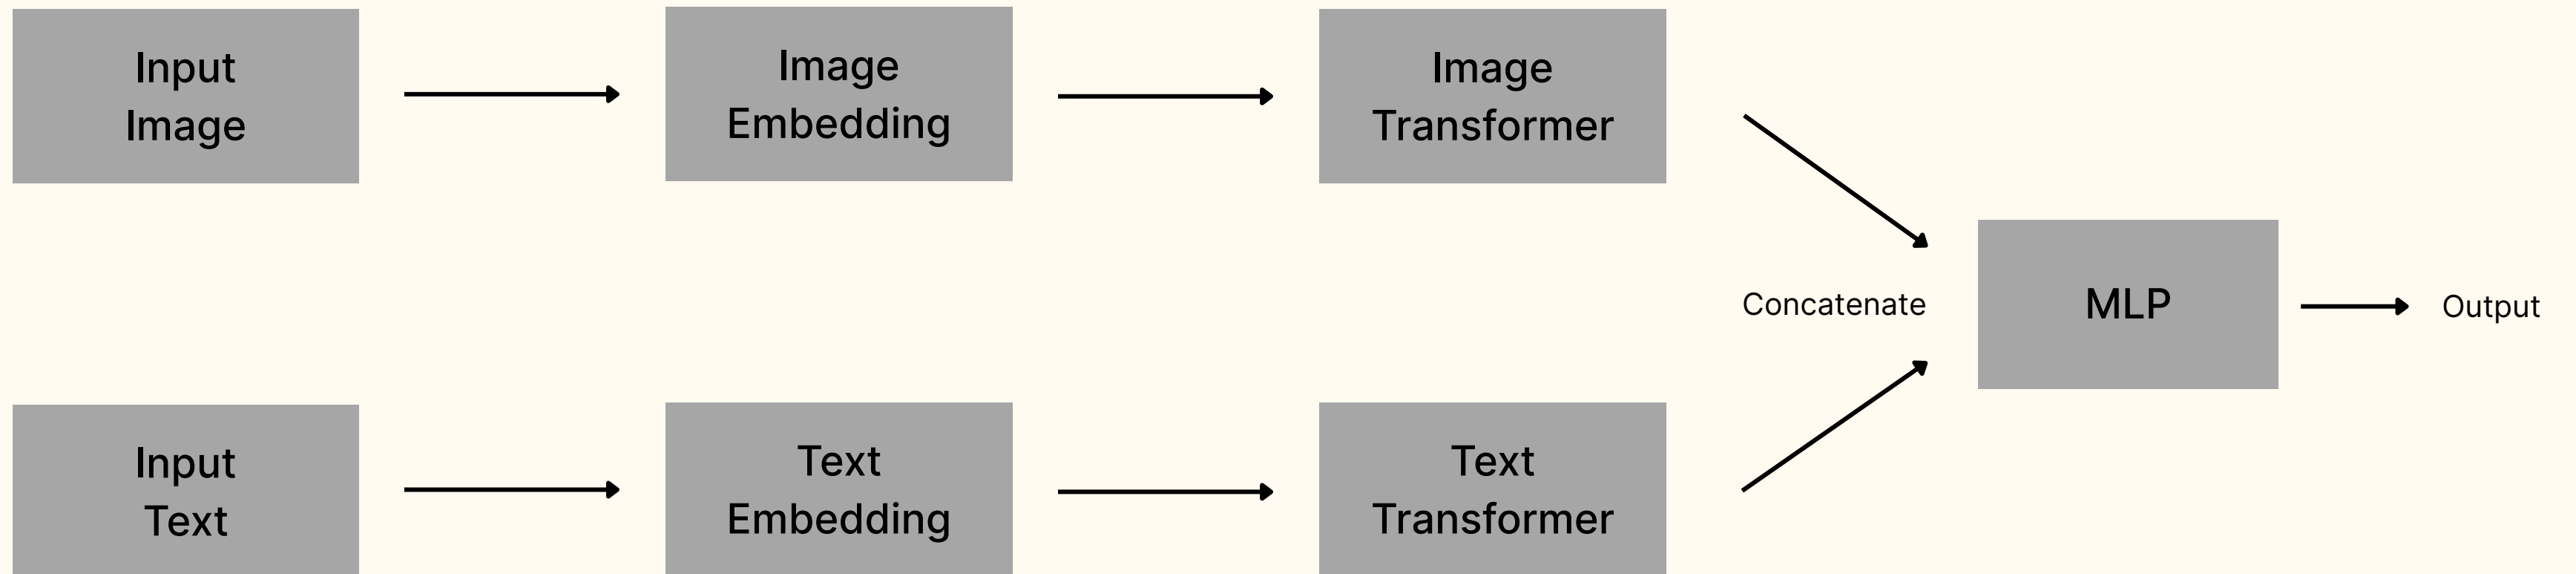 Input
Image
Image
Embedding
Image
Transformer
Concatenate
MLP
Output
Input
Text
Text
Embedding
Text
Transformer